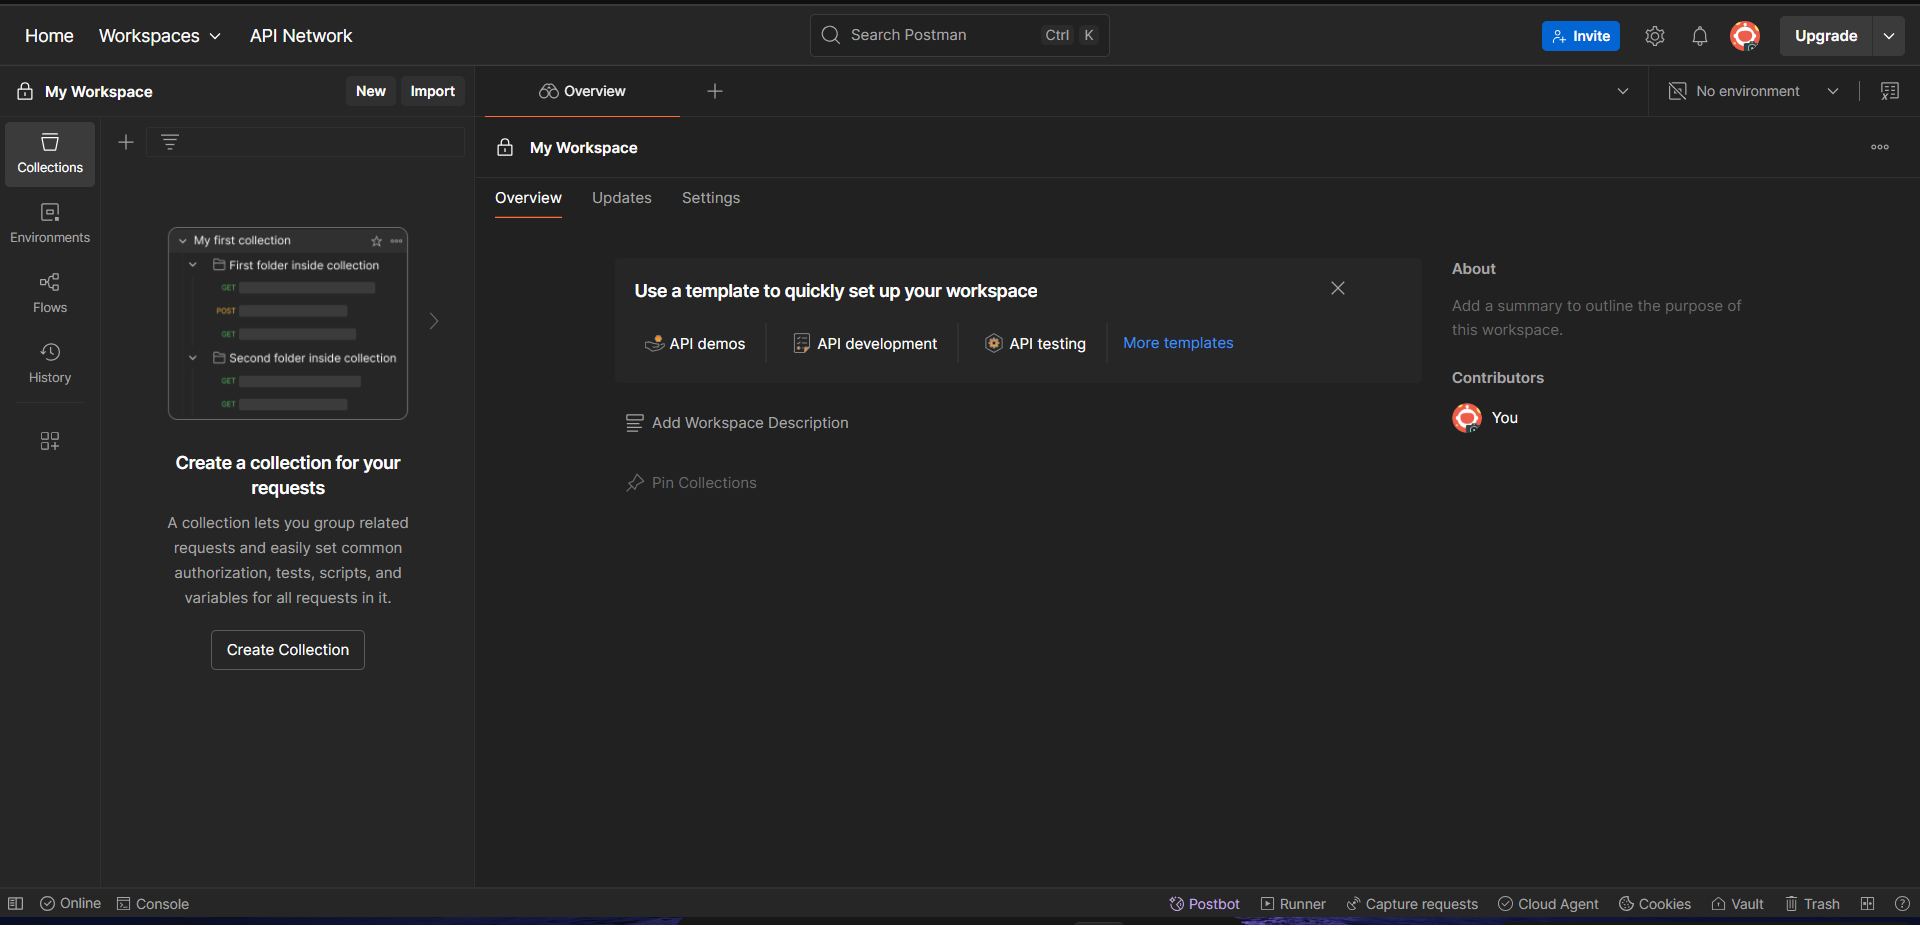 Home Workspaces API Network Search Postman Ctrl K Invite Upgrade
My Workspace New Import Overview No environment
Collections
Environments
Flows
History
My first collection
First folder inside collection
GET
POST
GET
Second folder inside collection
GET
GET
Create a collection for your
requests
A collection lets you group related
requests and easily set common
authorization, tests, scripts, and
variables for all requests in it.
Create Collection
My Workspace
Overview Updates Settings
Use a template to quickly set up your workspace
API demos API development API testing More templates
Add Workspace Description
Pin Collections
About
Add a summary to outline the purpose of
this workspace.
Contributors
You
Online Console Postbot Runner Capture requests Cloud Agent Cookies Vault Trash